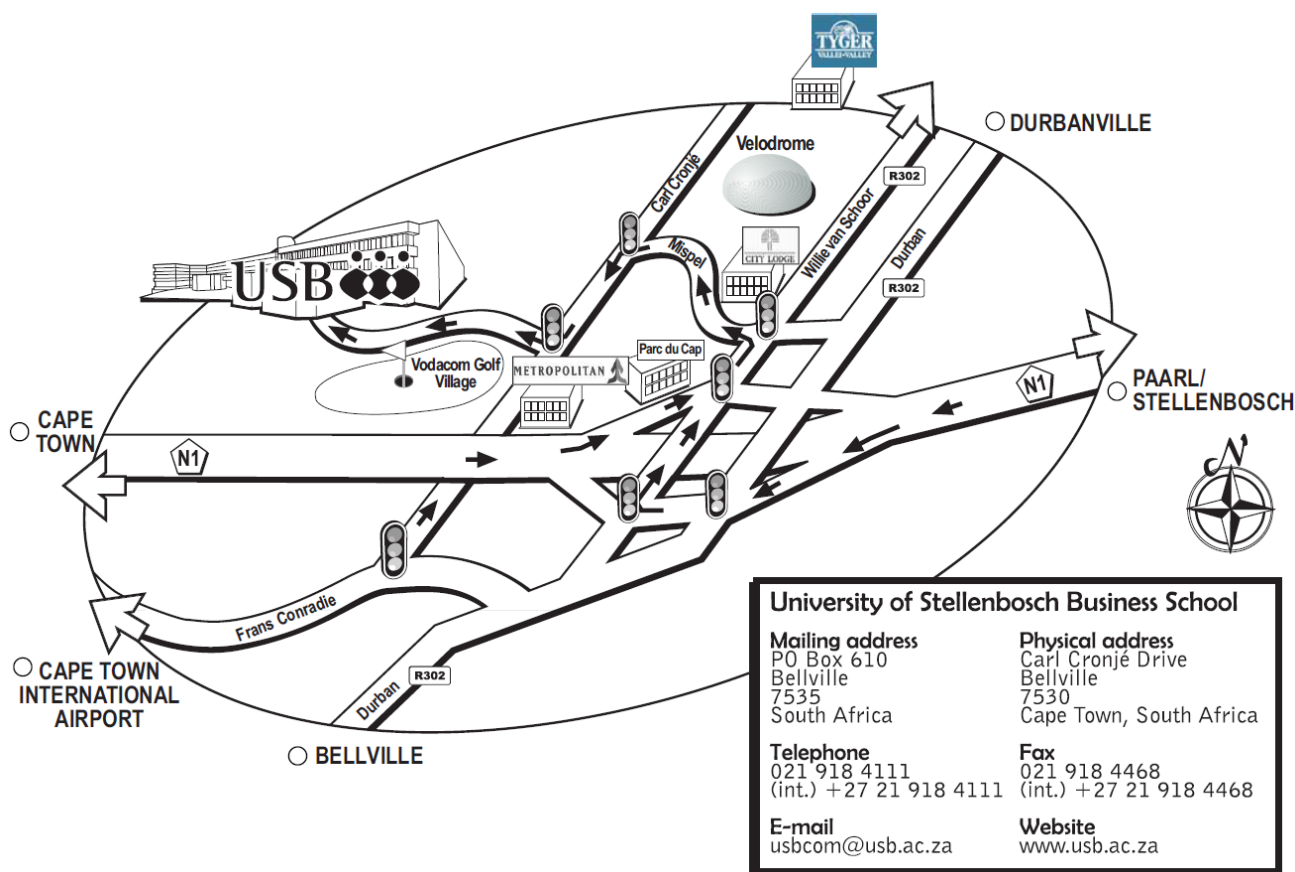 TYGER
VALLEI•VALLEY
DURBANVILLE
Velodrome
Carl Cronjé
R302
Willie van Schoor
Mispel
CITY LODGE
Durban
R302
USB
Parc du Cap
METROPOLITAN
Vodacom Golf
Village
N1
PAARL/
STELLENBOSCH
CAPE
TOWN
N1
N
Frans Conradie
CAPE TOWN
INTERNATIONAL
AIRPORT
Durban
R302
BELLVILLE
University of Stellenbosch Business School
Mailing address
PO Box 610
Bellville
7535
South Africa
Physical address
Carl Cronjé Drive
Bellville
7530
Cape Town, South Africa
Telephone
021 918 4111
(int.) +27 21 918 4111
Fax
021 918 4468
(int.) +27 21 918 4468
E-mail
usbcom@usb.ac.za
Website
www.usb.ac.za